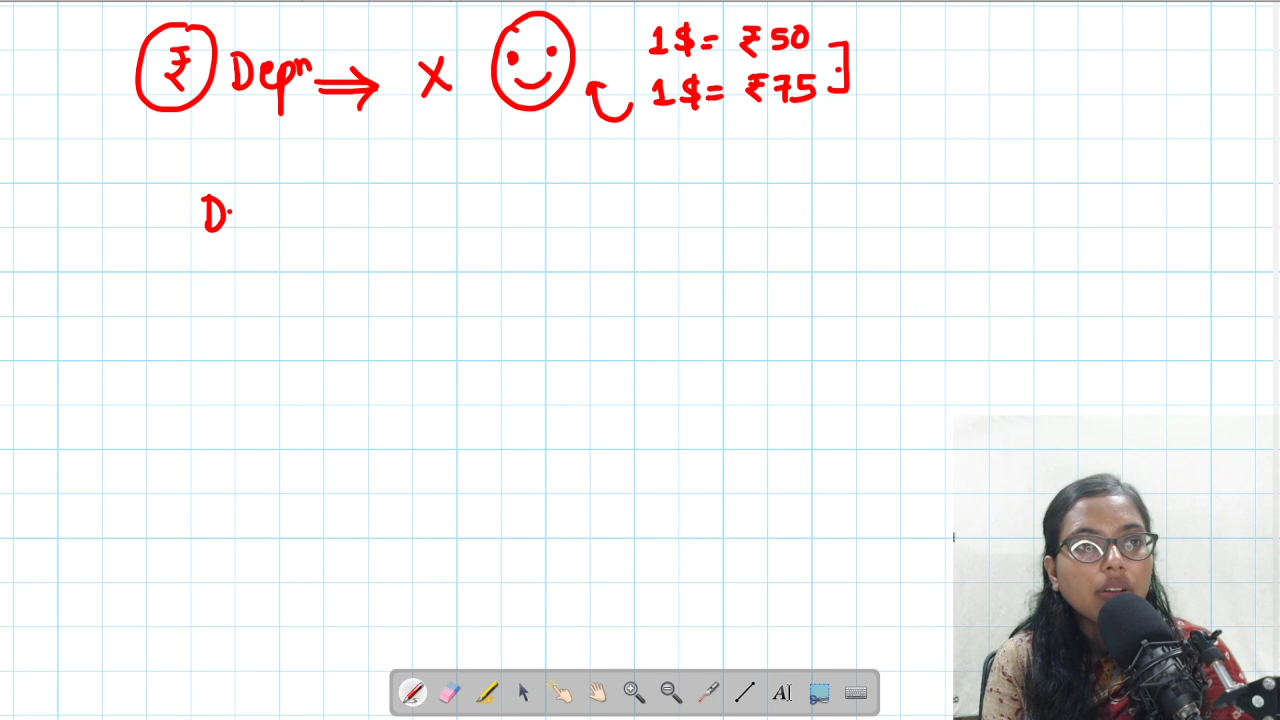 ₹ Depⁿ ⇒ X 1$ = ₹50
1$ = ₹75
D